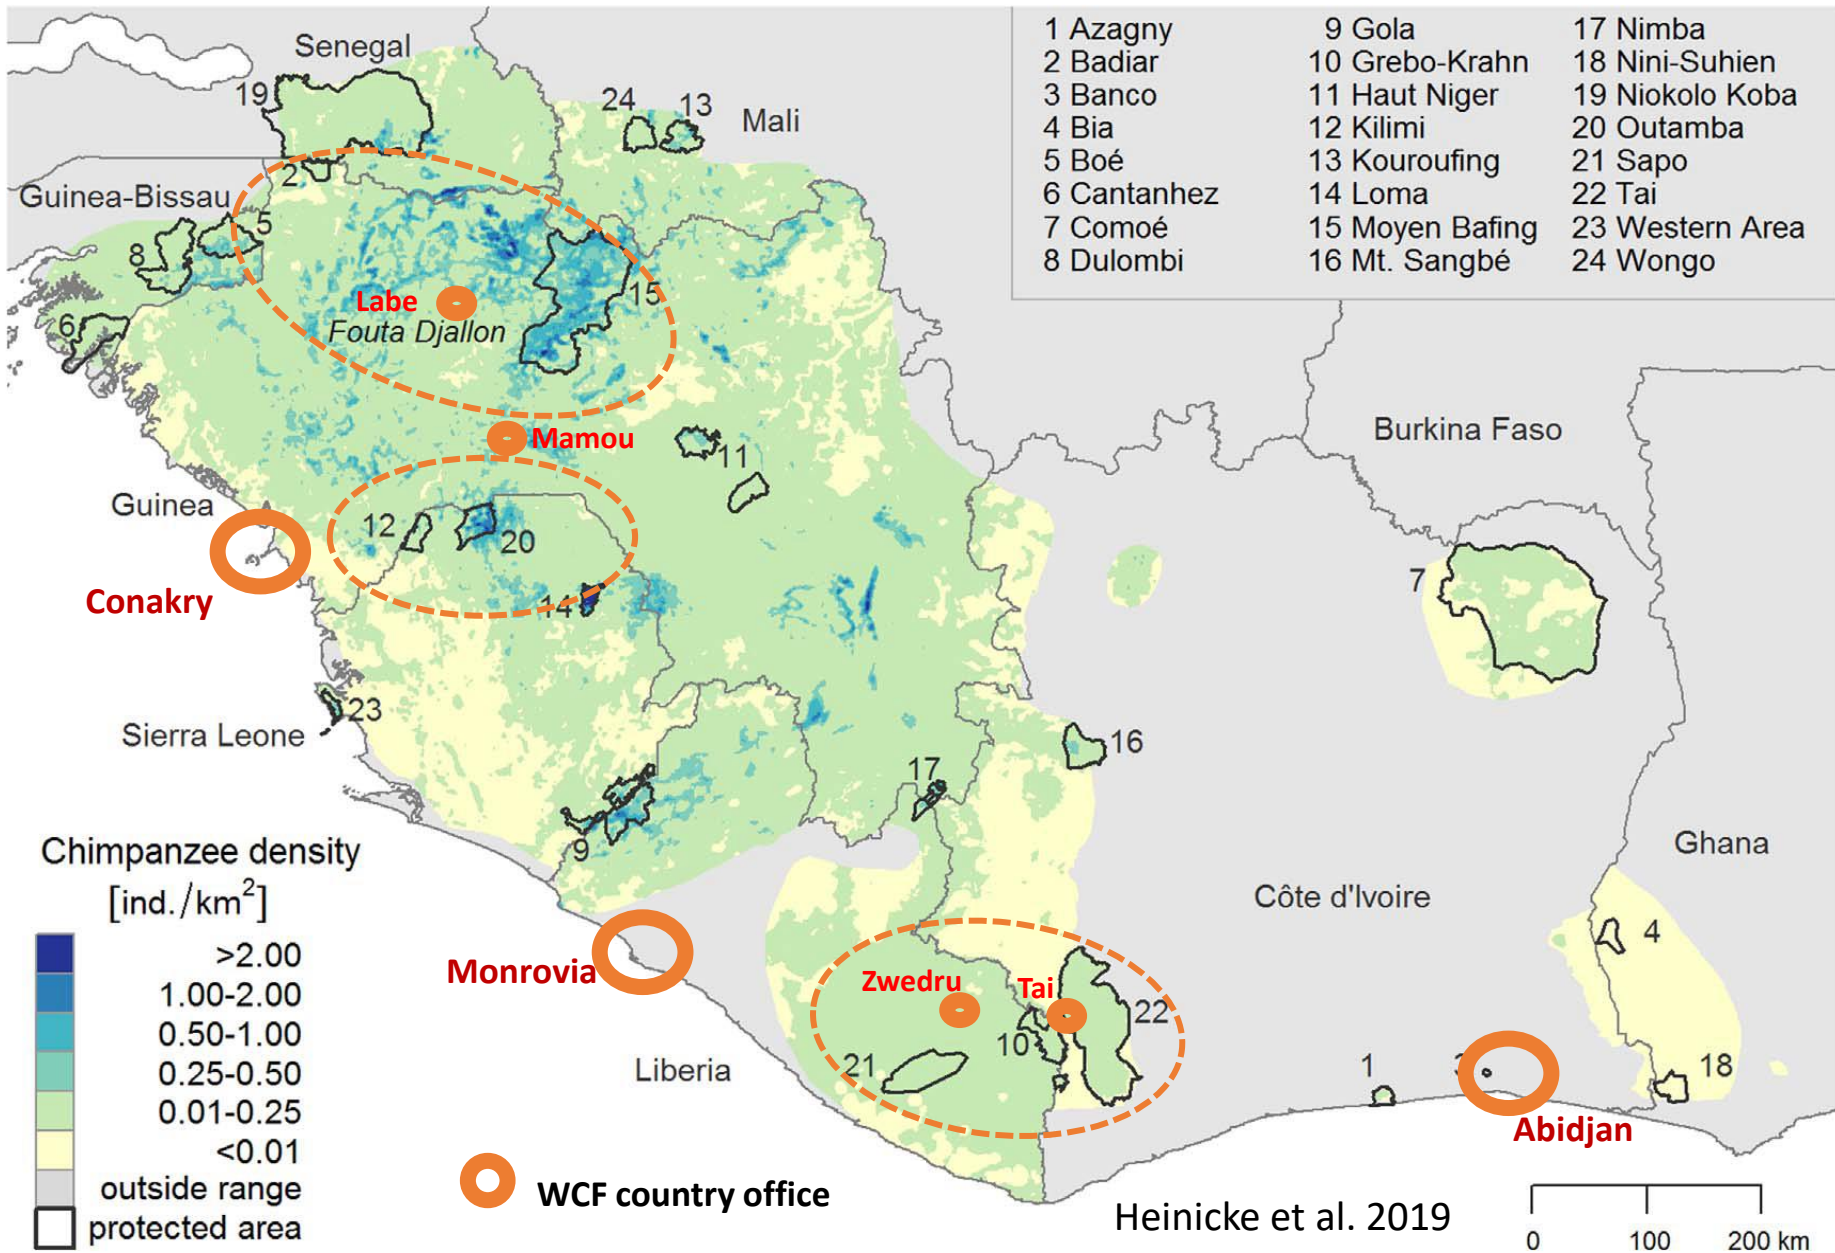 1 Azagny
2 Badiar
3 Banco
4 Bia
5 Boé
6 Cantanhez
7 Comoé
8 Dulombi
9 Gola
10 Grebo-Krahn
11 Haut Niger
12 Kilimi
13 Kouroufing
14 Loma
15 Moyen Bafing
16 Mt. Sangbé
17 Nimba
18 Nini-Suhien
19 Niokolo Koba
20 Outamba
21 Sapo
22 Tai
23 Western Area
24 Wongo
Senegal
19
24
13
Mali
2
Guinea-Bissau
5
8
15
Labe
Fouta Djallon
6
Burkina Faso
Mamou
11
Guinea
12
20
7
Conakry
14
23
Sierra Leone
16
17
9
Ghana
Côte d'Ivoire
4
Monrovia
Zwedru
Tai
22
10
21
Liberia
1
3
18
Abidjan
Chimpanzee density
[ind./km²]
>2.00
1.00-2.00
0.50-1.00
0.25-0.50
0.01-0.25
<0.01
outside range
protected area
WCF country office
Heinicke et al. 2019
0 100 200 km